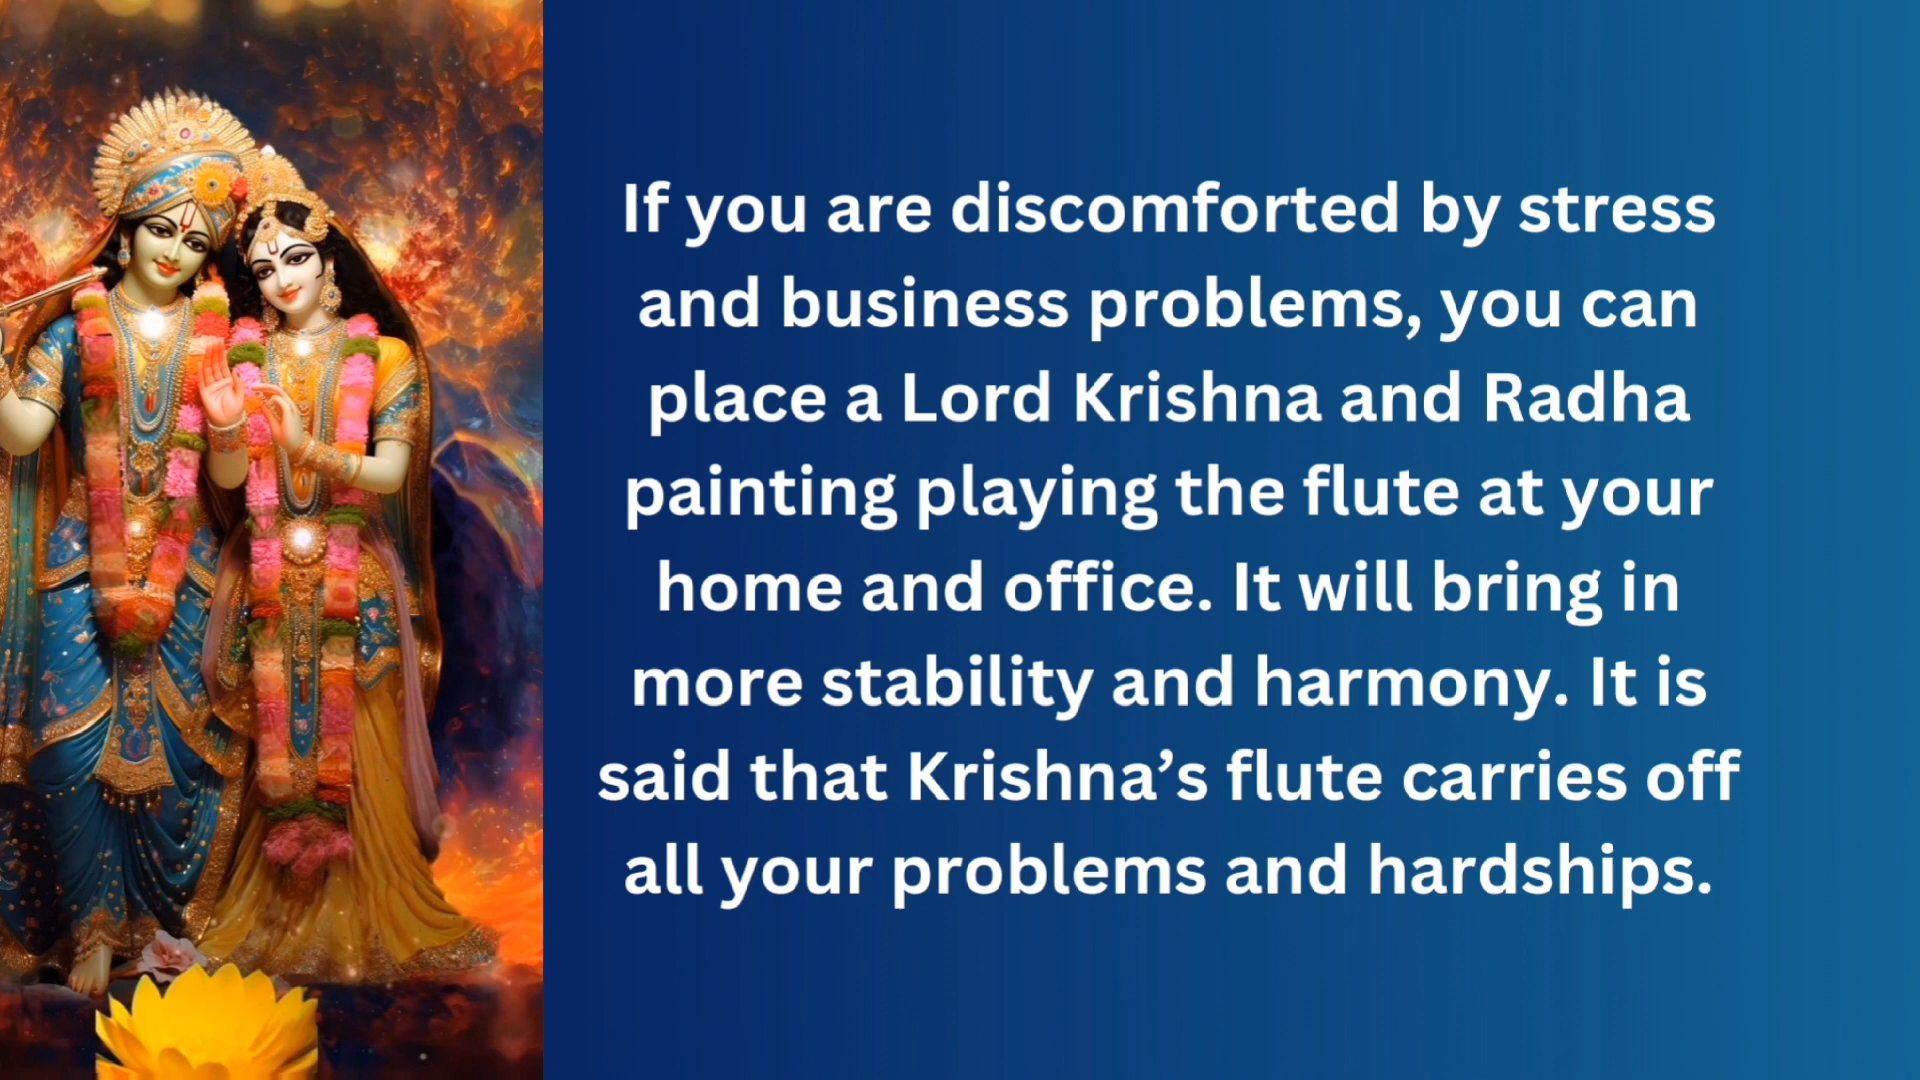 If you are discomforted by stress
and business problems, you can
place a Lord Krishna and Radha
painting playing the flute at your
home and office. It will bring in
more stability and harmony. It is
said that Krishna’s flute carries off
all your problems and hardships.